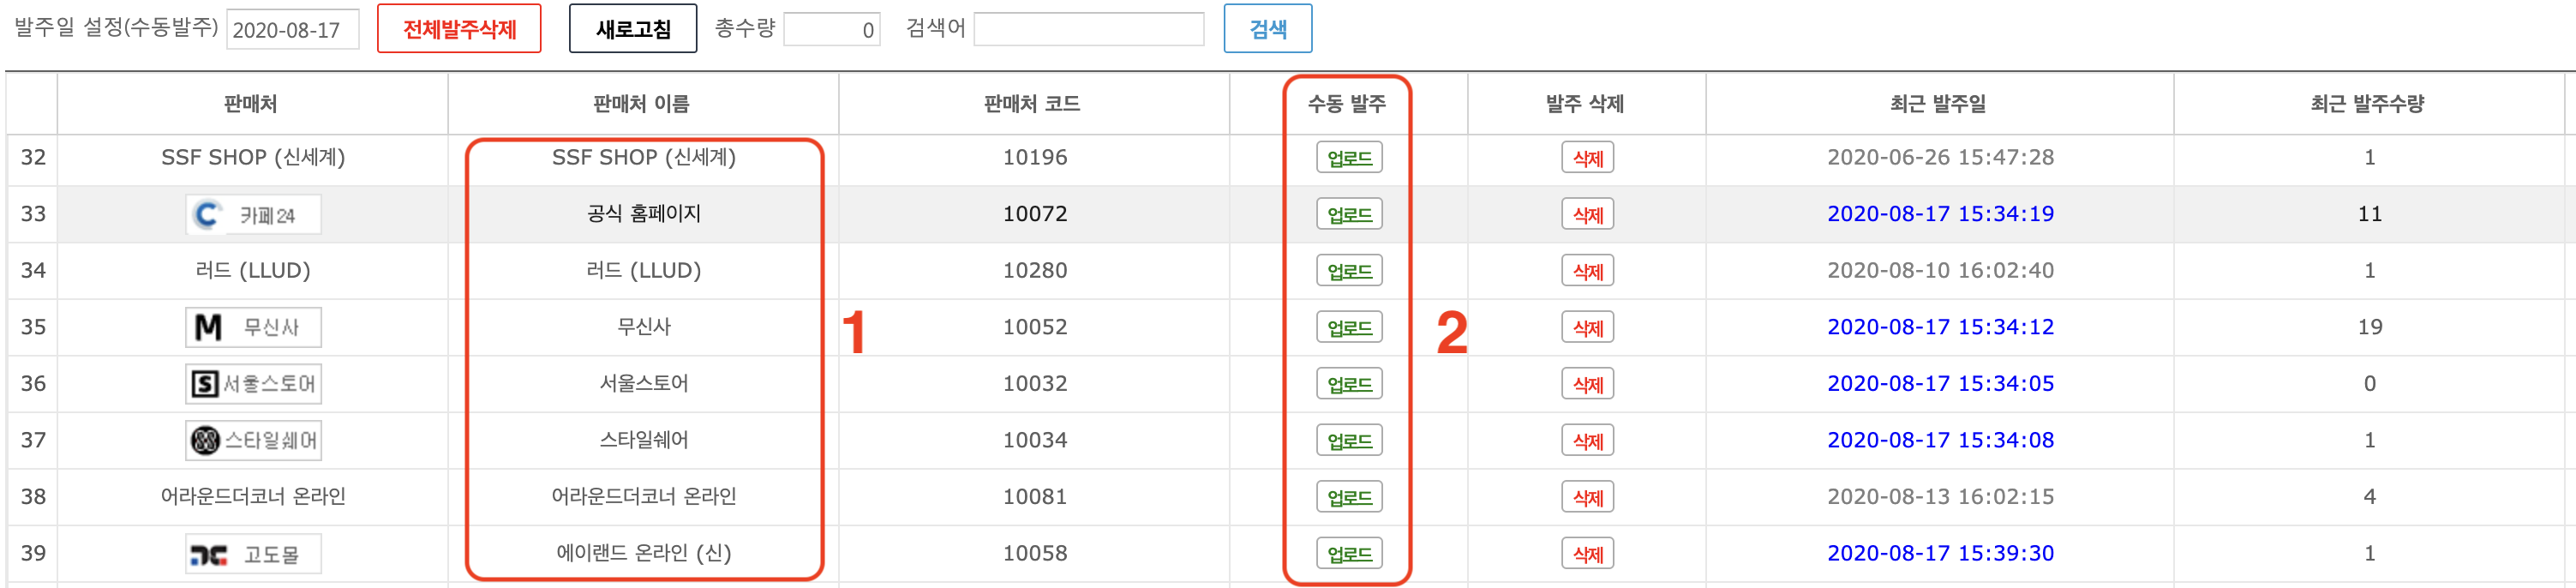 발주일 설정(수동발주) 2020-08-17 전체발주삭제 새로고침 총수량 0 검색어 검색
판매처 판매처 이름 판매처 코드 수동 발주 발주 삭제 최근 발주일 최근 발주수량
32 SSF SHOP (신세계) SSF SHOP (신세계) 10196 업로드 삭제 2020-06-26 15:47:28 1
33 C 카페24 공식 홈페이지 10072 업로드 삭제 2020-08-17 15:34:19 11
34 러드 (LLUD) 러드 (LLUD) 10280 업로드 삭제 2020-08-10 16:02:40 1
35 M 무신사 무신사 1 10052 업로드 2 삭제 2020-08-17 15:34:12 19
36 S 서울스토어 서울스토어 10032 업로드 삭제 2020-08-17 15:34:05 0
37 스타일쉐어 스타일쉐어 10034 업로드 삭제 2020-08-17 15:34:08 1
38 어라운드더코너 온라인 어라운드더코너 온라인 10081 업로드 삭제 2020-08-13 16:02:15 4
39 고도몰 에이랜드 온라인 (신) 10058 업로드 삭제 2020-08-17 15:39:30 1